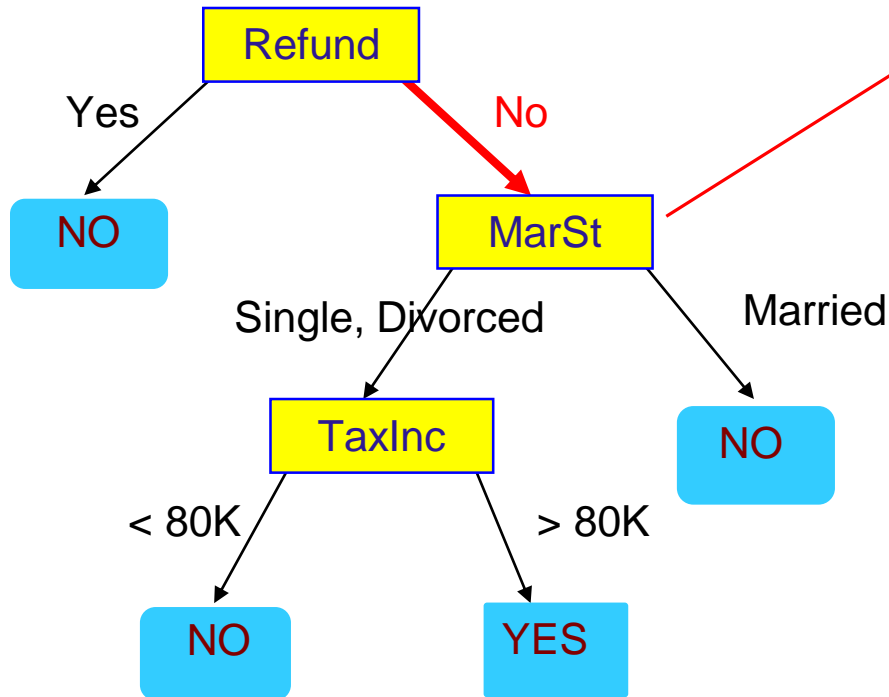 Refund
Yes
No
NO
MarSt
Single, Divorced
Married
TaxInc
NO
< 80K
> 80K
NO
YES